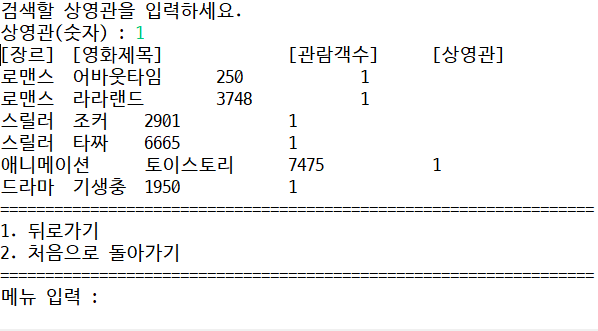 검색할 상영관을 입력하세요.
상영관(숫자) : 1
[장르] [영화제목] [관람객수] [상영관]
로맨스 어바웃타임 250 1
로맨스 라라랜드 3748 1
스릴러 조커 2901 1
스릴러 타짜 6665 1
애니메이션 토이스토리 7475 1
드라마 기생충 1950 1
==================================================================
1. 뒤로가기
2. 처음으로 돌아가기
==================================================================
메뉴 입력 :